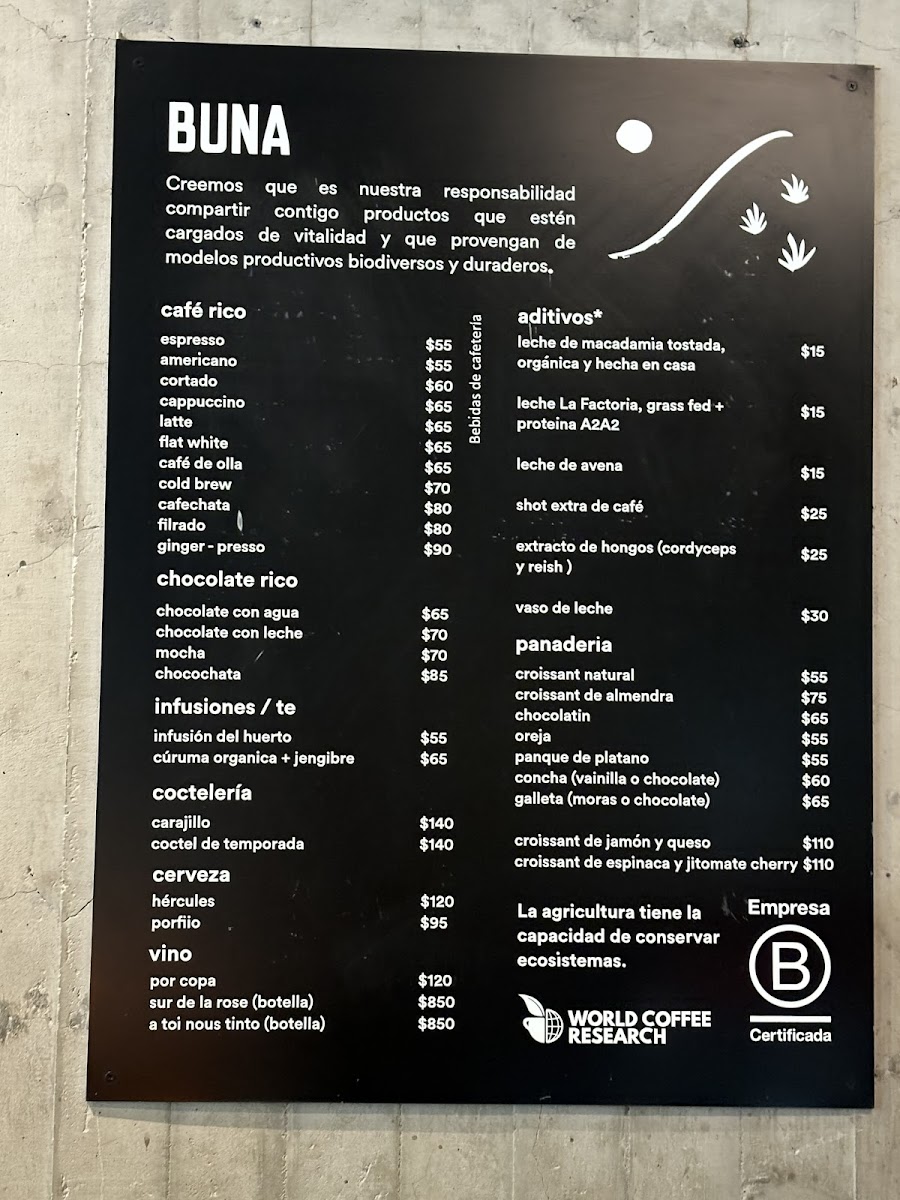 BUNA
Creemos que es nuestra responsabilidad
compartir contigo productos que estén
cargados de vitalidad y que provengan de
modelos productivos biodiversos y duraderos.
café rico
espresso $55
americano $55
cortado $60
cappuccino $65
latte $65
flat white $65
café de olla $65
cold brew $70
cafechata $80
filrado $80
ginger - presso $90
Bebidas de cafetería
chocolate rico
chocolate con agua $65
chocolate con leche $70
mocha $70
chocochata $85
infusiones / te
infusión del huerto $55
cúruma organica + jengibre $65
coctelería
carajillo $140
coctel de temporada $140
cerveza
hércules $120
porfiio $95
vino
por copa $120
sur de la rose (botella) $850
a toi nous tinto (botella) $850
aditivos*
leche de macadamia tostada, $15
orgánica y hecha en casa
leche La Factoria, grass fed + $15
proteina A2A2
leche de avena $15
shot extra de café $25
extracto de hongos (cordyceps $25
y reish )
vaso de leche $30
panaderia
croissant natural $55
croissant de almendra $75
chocolatin $65
oreja $55
panque de platano $55
concha (vainilla o chocolate) $60
galleta (moras o chocolate) $65
croissant de jamón y queso $110
croissant de espinaca y jitomate cherry $110
La agricultura tiene la
capacidad de conservar
ecosistemas.
WORLD COFFEE
RESEARCH
Empresa
B
Certificada